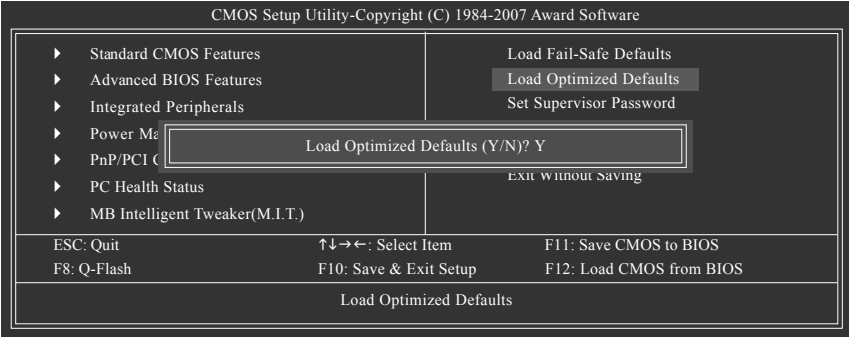 CMOS Setup Utility-Copyright (C) 1984-2007 Award Software
Standard CMOS Features
Advanced BIOS Features
Integrated Peripherals
Power Ma
PnP/PCI
PC Health Status
MB Intelligent Tweaker(M.I.T.)
Load Fail-Safe Defaults
Load Optimized Defaults
Set Supervisor Password
Exit Without Saving
Load Optimized Defaults (Y/N)? Y
ESC: Quit
↑↓→←: Select Item
F11: Save CMOS to BIOS
F8: Q-Flash
F10: Save & Exit Setup
F12: Load CMOS from BIOS
Load Optimized Defaults